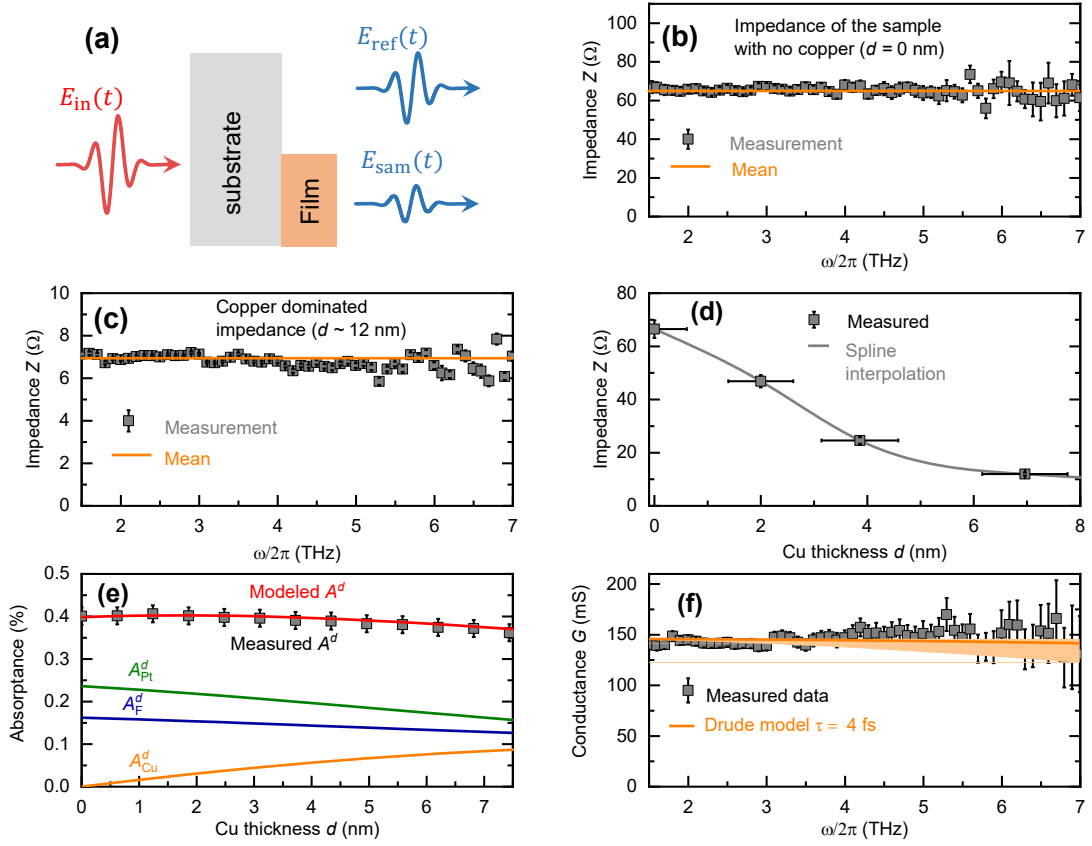 (a)
E_in(t)
substrate
Film
E_ref(t)
E_sam(t)
(b)
Impedance of the sample
with no copper (d = 0 nm)
Measurement
Mean
Impedance Z (Ω)
100
80
60
40
20
0
2 3 4 5 6 7
ω/2π (THz)
(c)
Copper dominated
impedance (d ~ 12 nm)
Measurement
Mean
Impedance Z (Ω)
10
8
6
4
2
0
2 3 4 5 6 7
ω/2π (THz)
(d)
Measured
Spline
interpolation
Impedance Z (Ω)
80
60
40
20
0
0 2 4 6 8
Cu thickness d (nm)
(e)
Modeled A^d
Measured A^d
A^d_Pt
A^d_F
A^d_Cu
Absorptance (%)
0.5
0.4
0.3
0.2
0.1
0.0
0 1 2 3 4 5 6 7
Cu thickness d (nm)
(f)
Measured data
Drude model τ = 4 fs
Conductance G (mS)
200
150
100
50
0
2 3 4 5 6 7
ω/2π (THz)